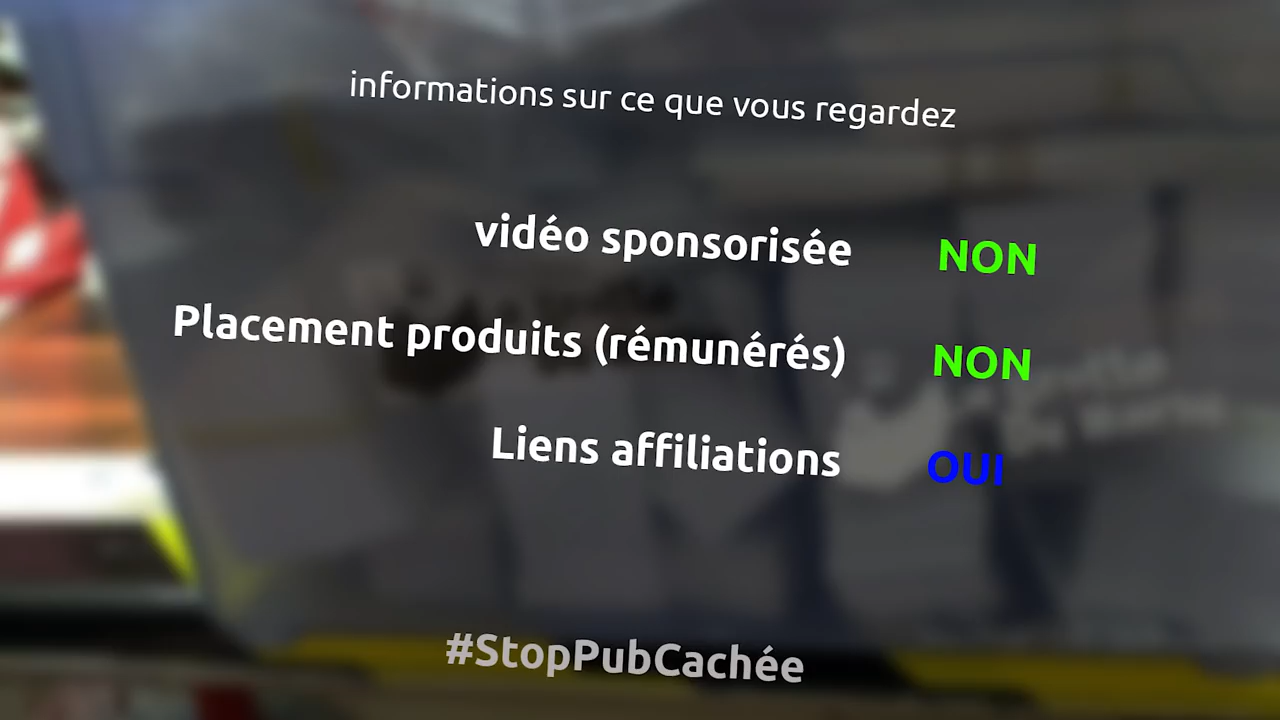 informations sur ce que vous regardez
vidéo sponsorisée NON
Placement produits (rémunérés) NON
Liens affiliations OUI
#StopPubCachée